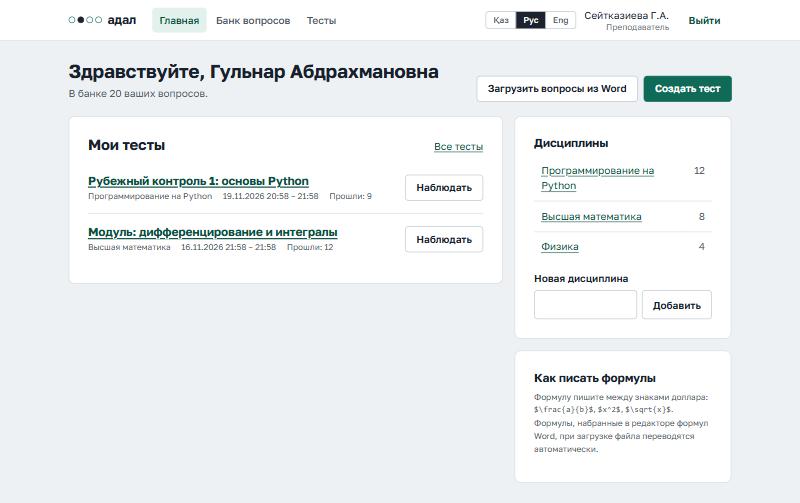 адал
Главная
Банк вопросов
Тесты
Қаз
Рус
Eng
Сейтказиева Г.А.
Преподаватель
Выйти
Здравствуйте, Гульнар Абдрахмановна
В банке 20 ваших вопросов.
Загрузить вопросы из Word
Создать тест
Мои тесты
Все тесты
Рубежный контроль 1: основы Python
Программирование на Python 19.11.2026 20:58 – 21:58 Прошли: 9
Наблюдать
Модуль: дифференцирование и интегралы
Высшая математика 16.11.2026 21:58 – 21:58 Прошли: 12
Наблюдать
Дисциплины
Программирование на
Python
12
Высшая математика 8
Физика 4
Новая дисциплина
Добавить
Как писать формулы
Формулу пишите между знаками доллара:
$\frac{a}{b}$, $x^2$, $\sqrt{x}$.
Формулы, набранные в редакторе формул
Word, при загрузке файла переводятся
автоматически.